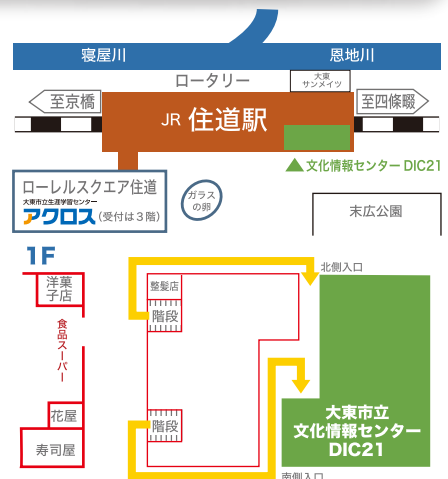 寝屋川
恩地川
ロータリー
大東
サンメイツ
至京橋
至四條畷
JR 住道駅
文化情報センター DIC21
ローレルスクエア住道
大東市立生涯学習センター
アクロス (受付は3階)
ガラス
の卵
末広公園
1F
北側入口
洋菓
子店
整髪店
階段
食品スーパー
花屋
階段
大東市立
文化情報センター
DIC21
寿司屋
南側入口